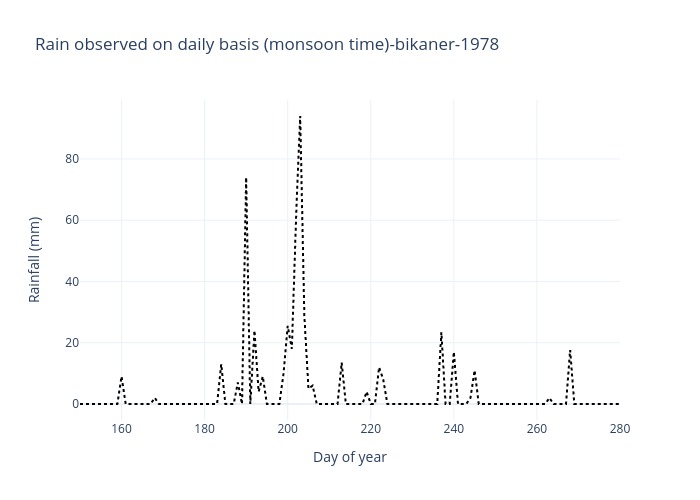 Rain observed on daily basis (monsoon time)-bikaner-1978
80
60
40
20
0
Rainfall (mm)
160 180 200 220 240 260 280
Day of year